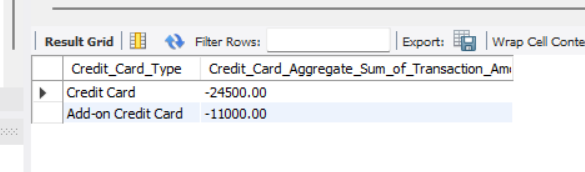 Result Grid Filter Rows: Export: Wrap Cell Conte
Credit_Card_Type Credit_Card_Aggregate_Sum_of_Transaction_Am
Credit Card -24500.00
Add-on Credit Card -11000.00